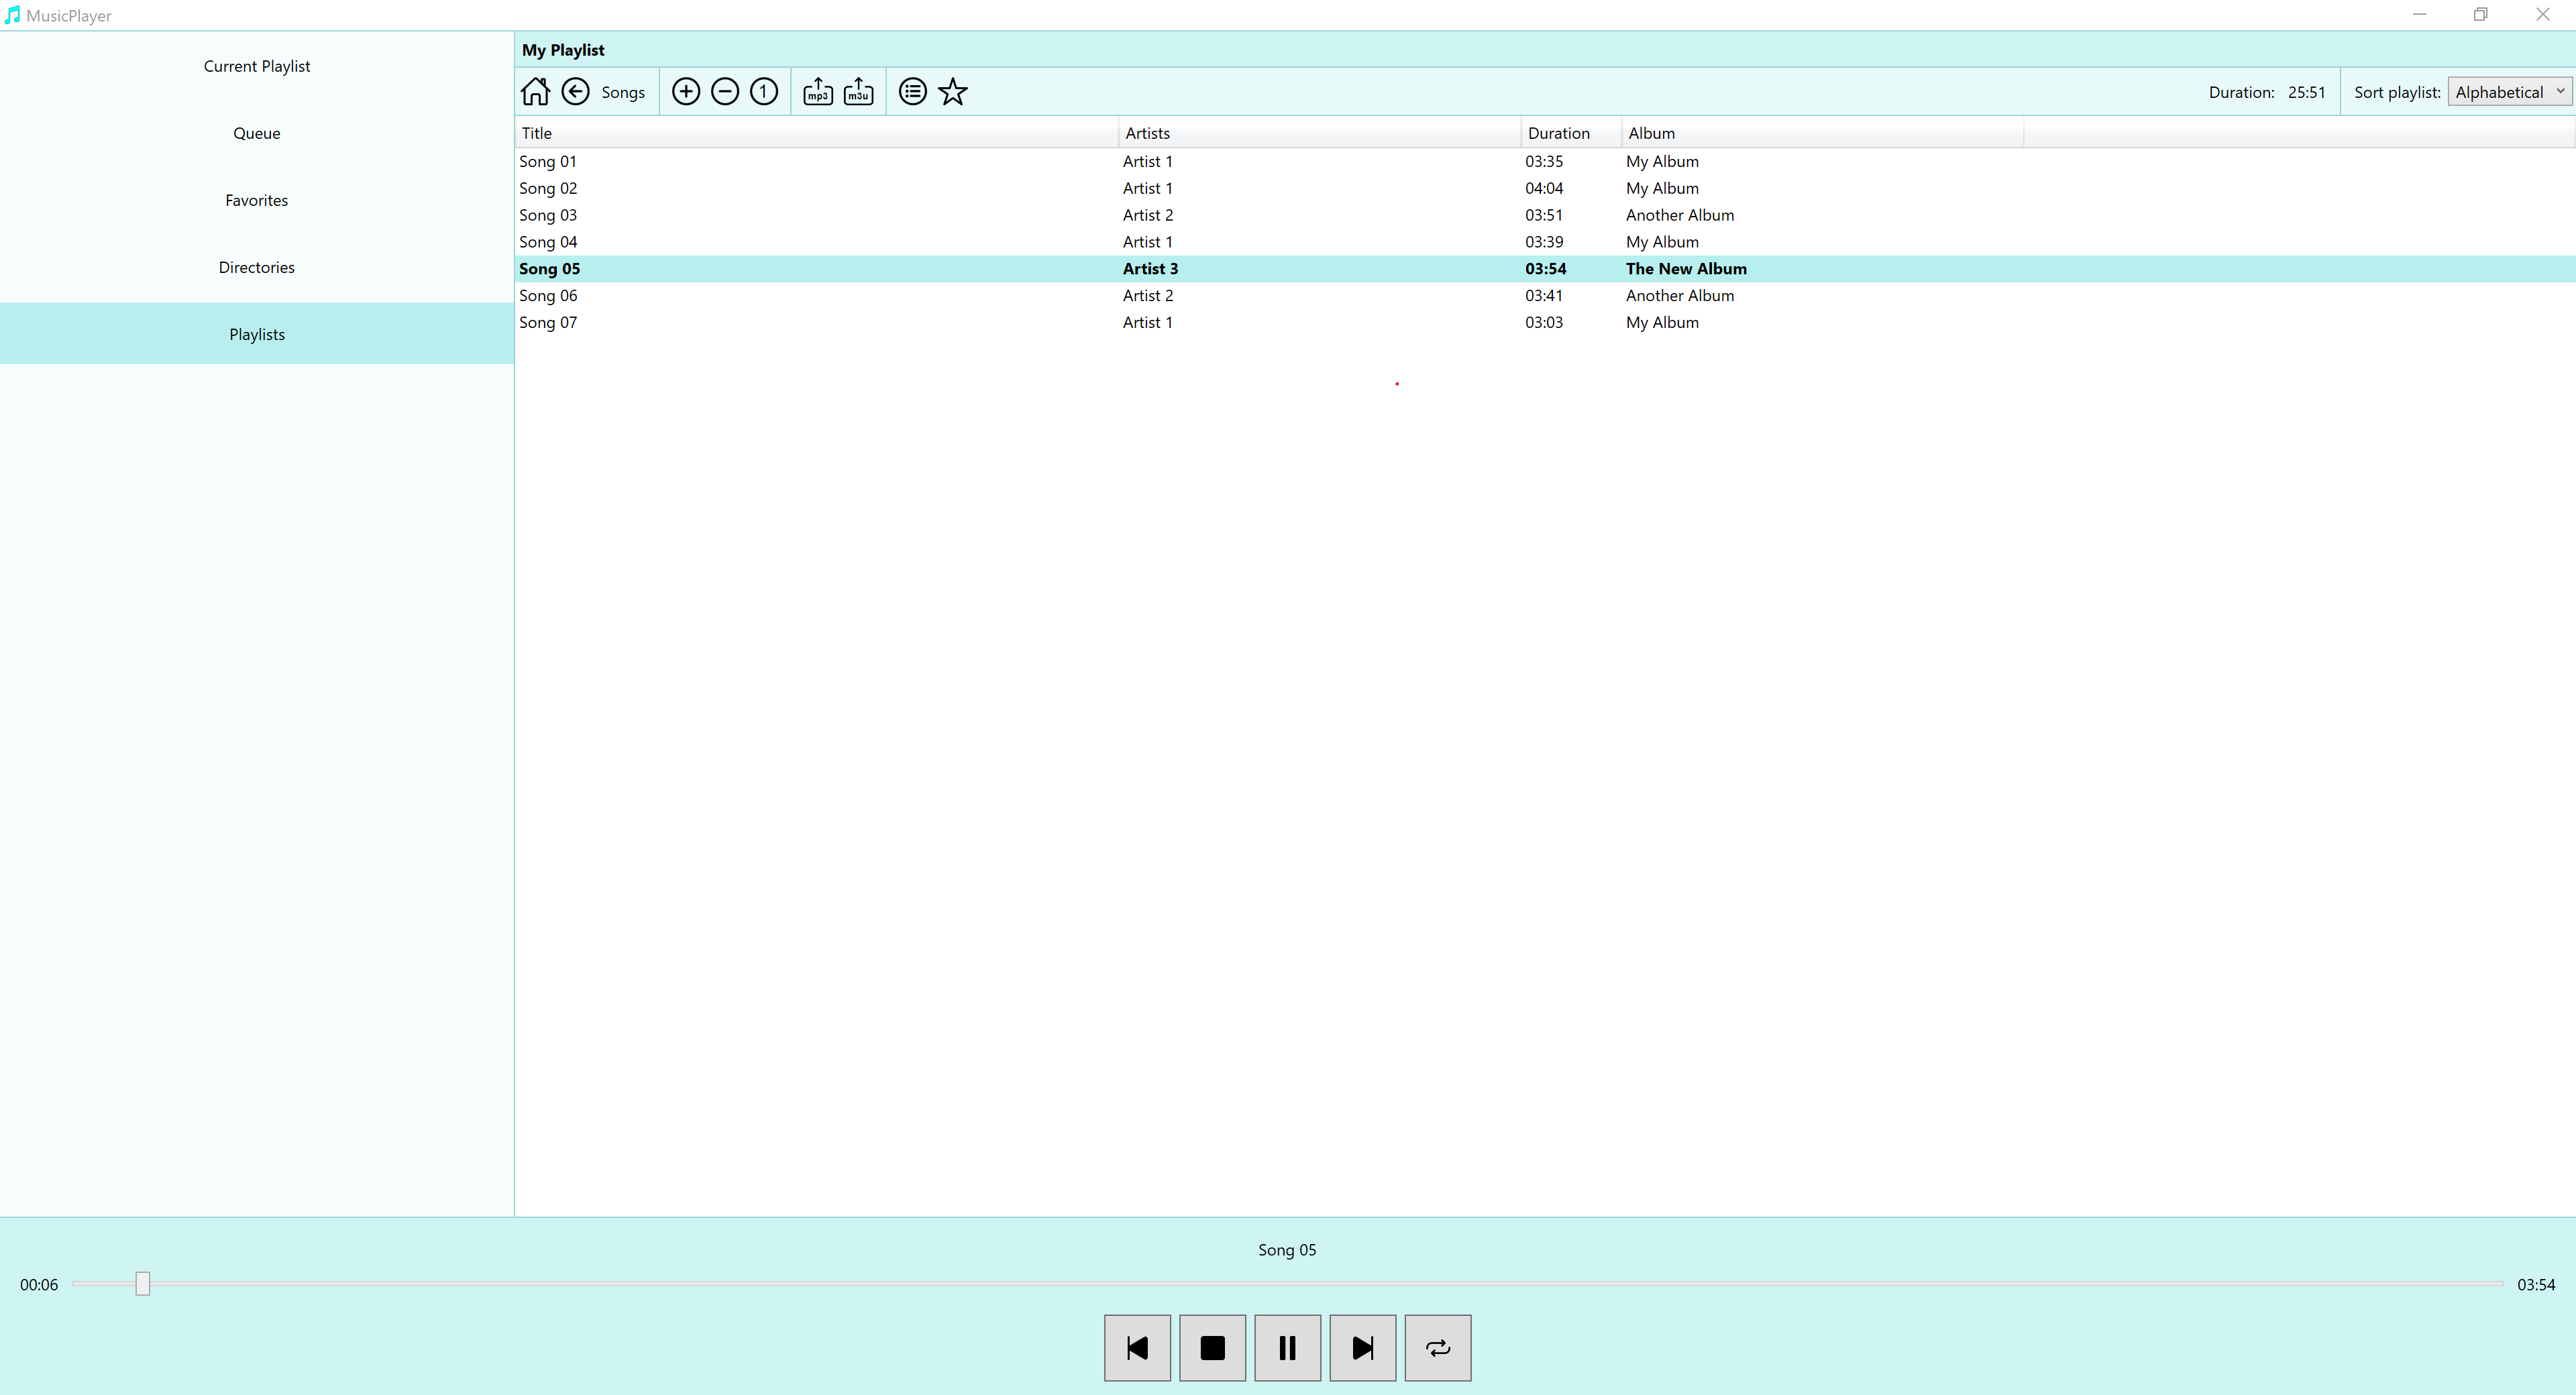 MusicPlayer
Current Playlist
Queue
Favorites
Directories
Playlists
My Playlist
Songs 1 mp3 m3u Duration: 25:51 Sort playlist: Alphabetical
Title Artists Duration Album
Song 01 Artist 1 03:35 My Album
Song 02 Artist 1 04:04 My Album
Song 03 Artist 2 03:51 Another Album
Song 04 Artist 1 03:39 My Album
Song 05 Artist 3 03:54 The New Album
Song 06 Artist 2 03:41 Another Album
Song 07 Artist 1 03:03 My Album
Song 05
00:06 03:54